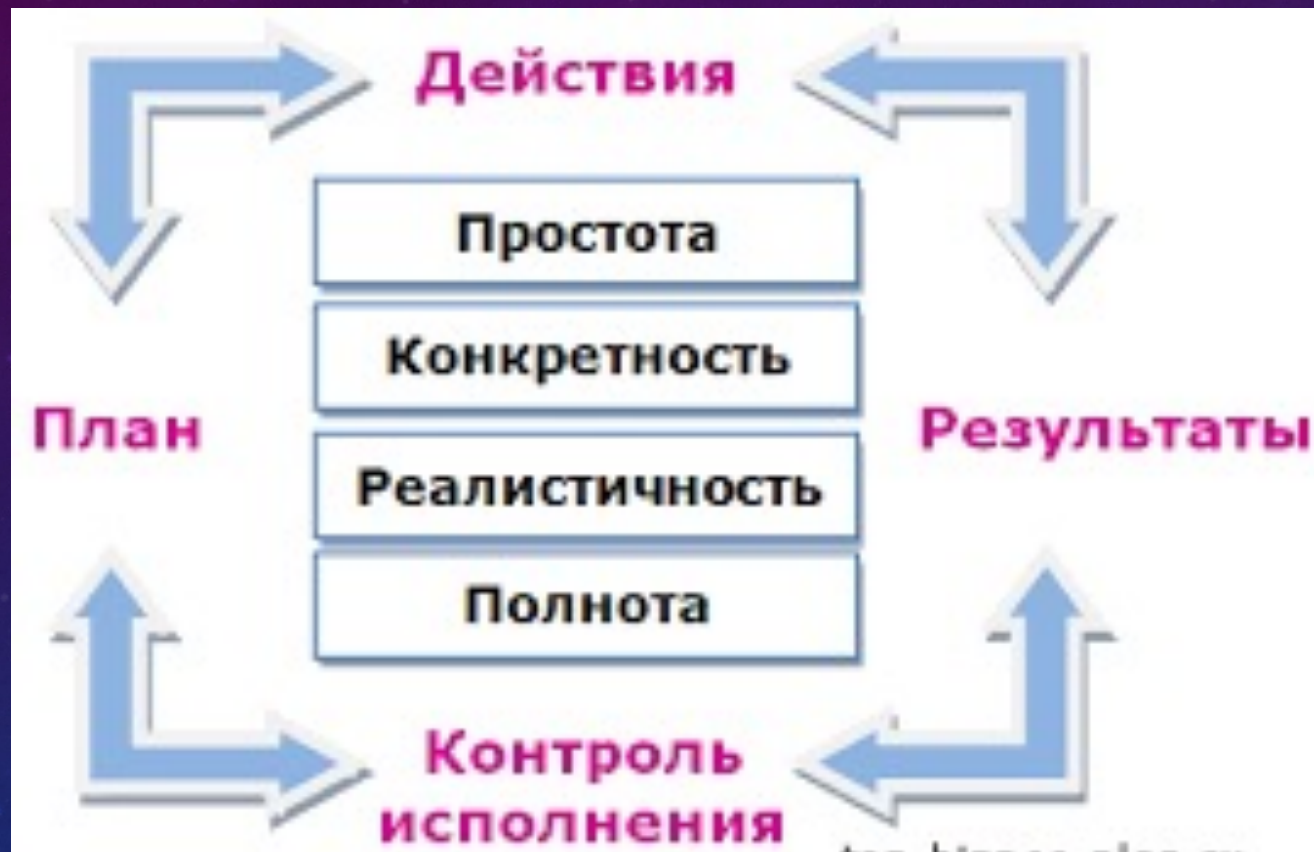 Действия
Простота
Конкретность
План
Результаты
Реалистичность
Полнота
Контроль
исполнения